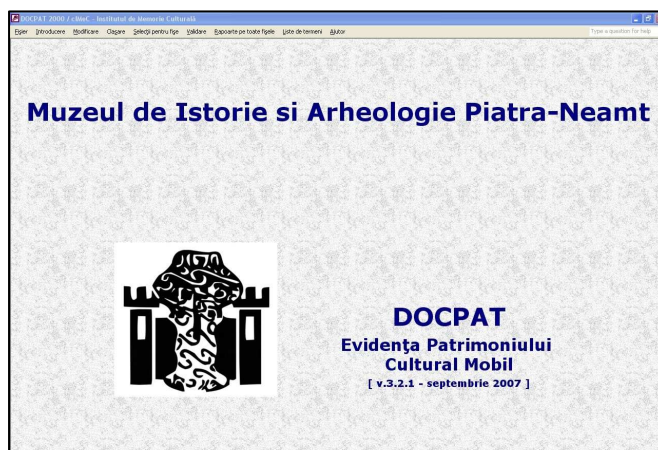 DOCPAT 2000 / cIMeC - Institutul de Memorie Culturală
Fişier Introducere Modificare Clasare Selecţii pentru fişe Validare Rapoarte pe toate fişele Liste de termeni Ajutor Type a question for help
Muzeul de Istorie si Arheologie Piatra-Neamt
DOCPAT
Evidenţa Patrimoniului
Cultural Mobil
[ v.3.2.1 - septembrie 2007 ]